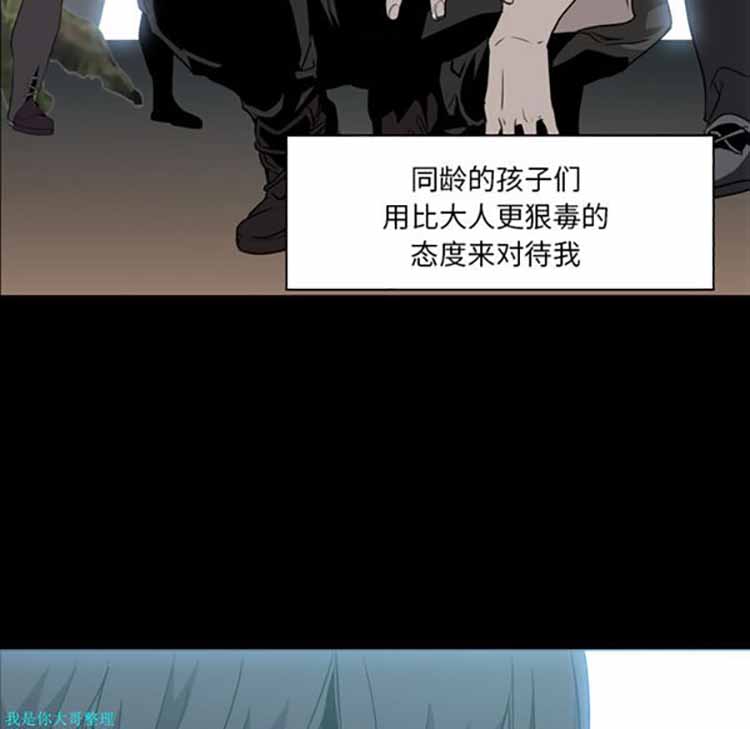 同龄的孩子们
用比大人更狠毒的
态度来对待我
我是你大哥整理